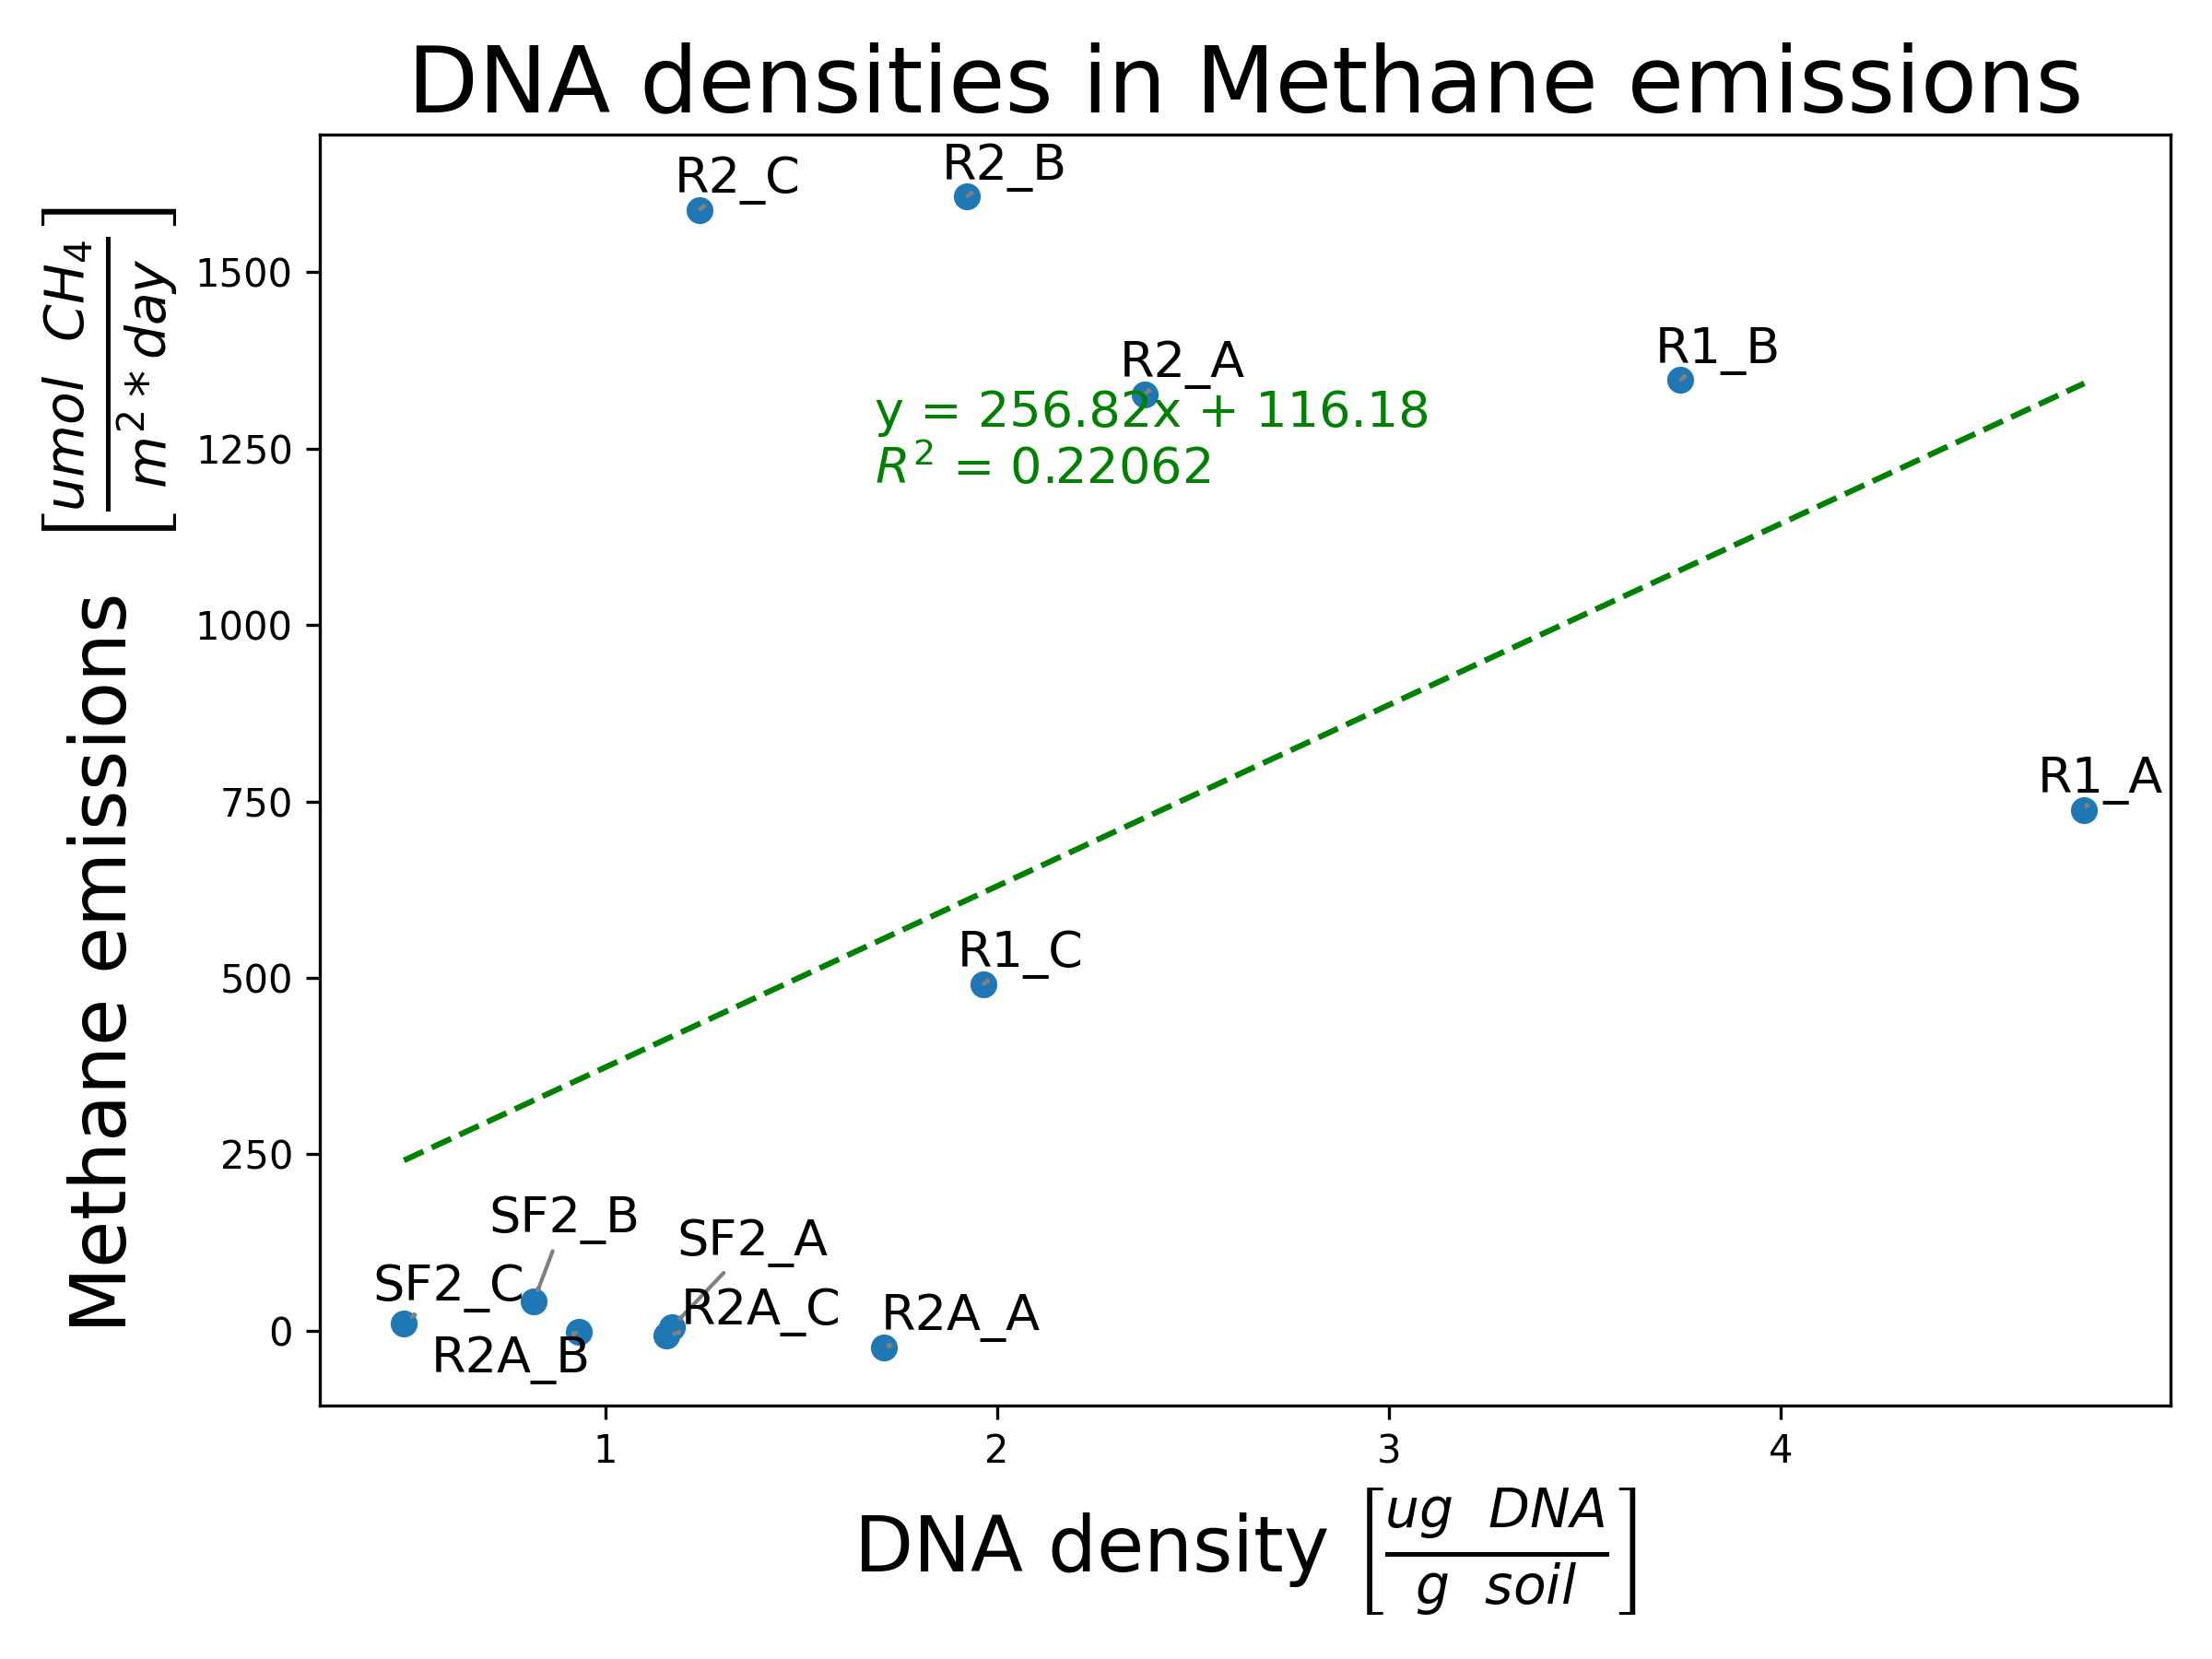 DNA densities in Methane emissions
Methane emissions [umol CH₄ / m² * day]
1500
1250
1000
750
500
250
0
R2_C
R2_B
R2_A
R1_B
y = 256.82x + 116.18
R² = 0.22062
R1_A
R1_C
SF2_B
SF2_A
SF2_C
R2A_C
R2A_A
R2A_B
1 2 3 4
DNA density [ug DNA / g soil]